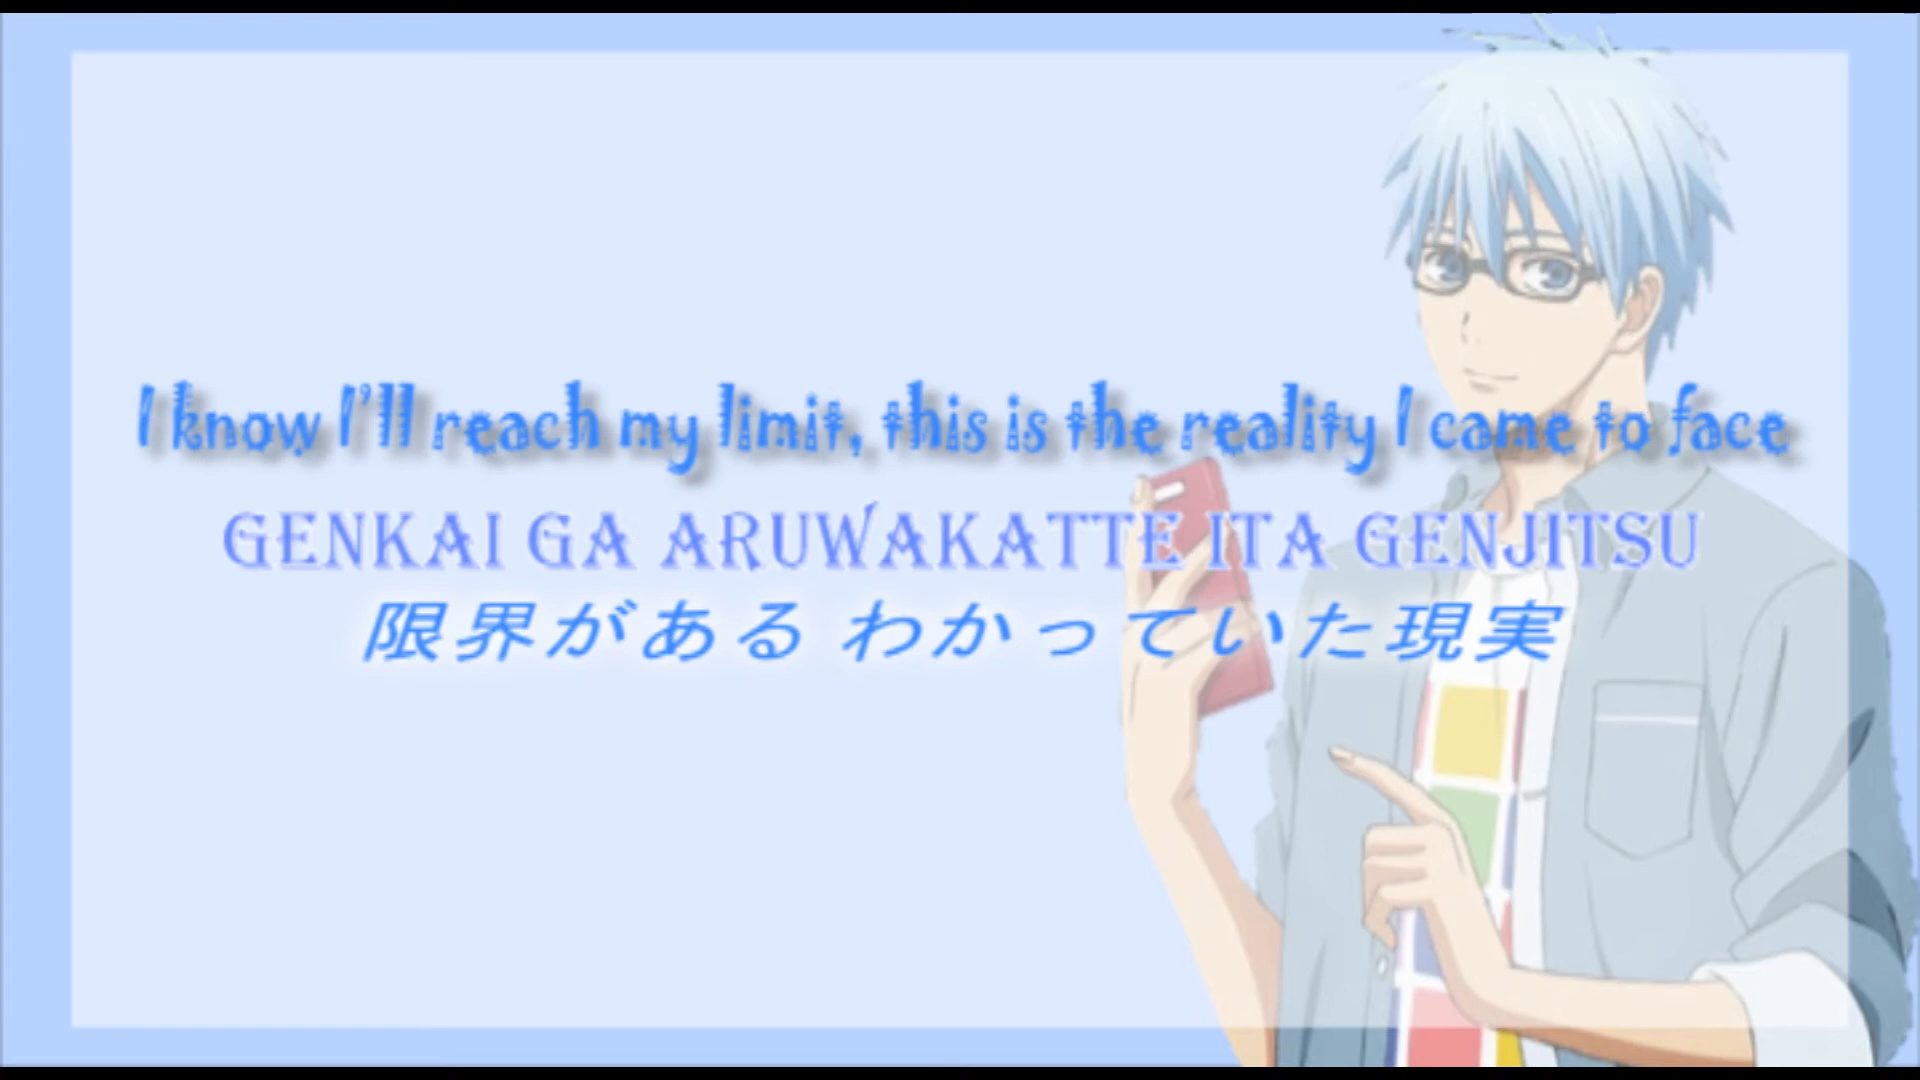 I know I'll reach my limit, this is the reality I came to face
GENKAI GA ARUWAKATTE ITA GENJITSU
限界がある わかっていた現実